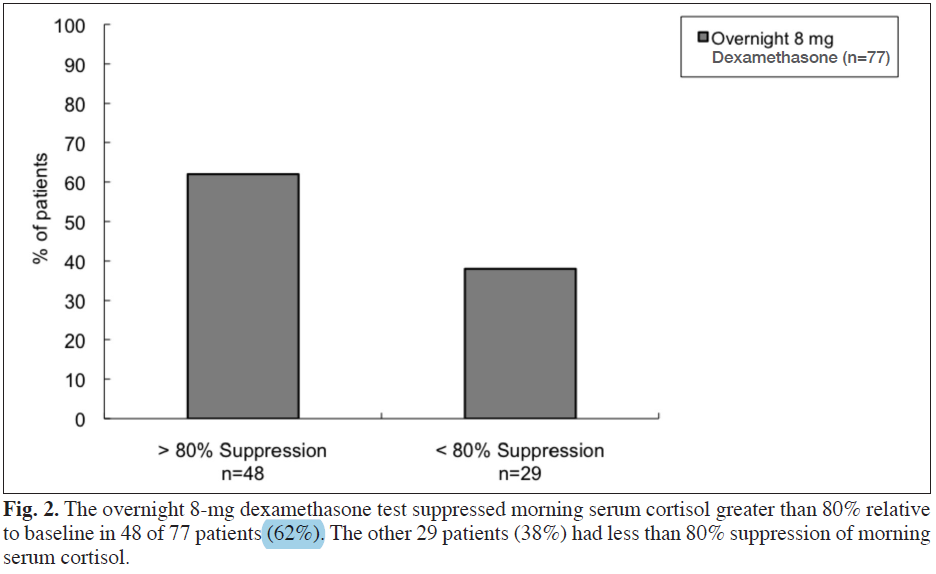 100
90
80
70
60
50
40
30
20
10
0
% of patients
Overnight 8 mg
Dexamethasone (n=77)
> 80% Suppression
n=48
< 80% Suppression
n=29
Fig. 2. The overnight 8-mg dexamethasone test suppressed morning serum cortisol greater than 80% relative
to baseline in 48 of 77 patients (62%). The other 29 patients (38%) had less than 80% suppression of morning
serum cortisol.